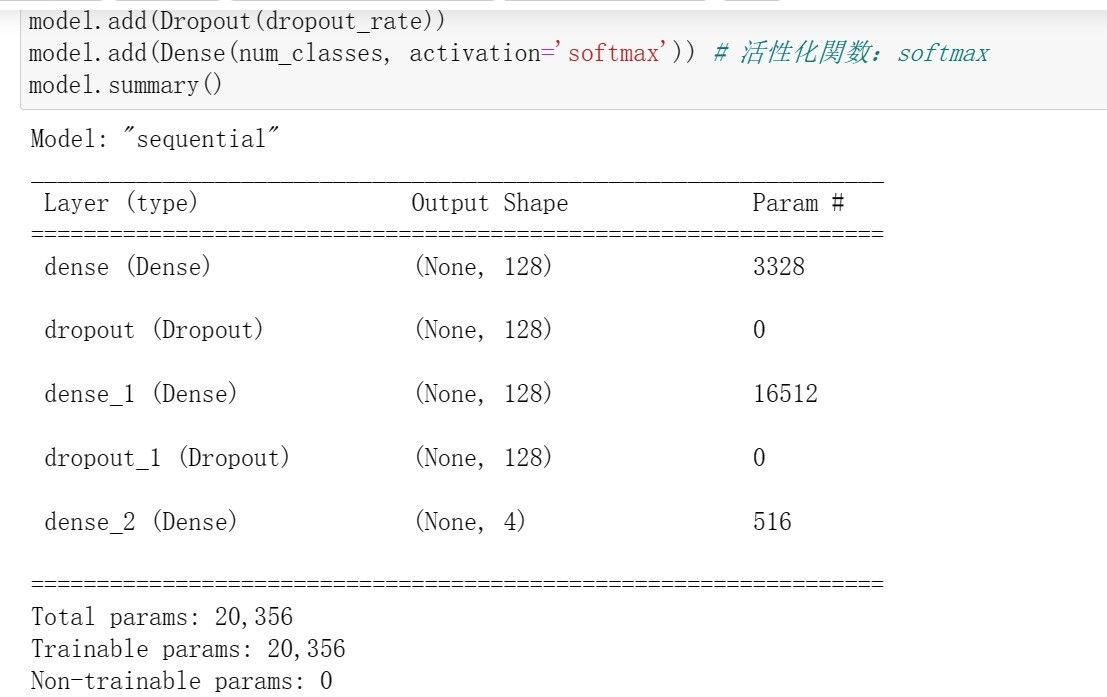 model.add(Dropout(dropout_rate))
model.add(Dense(num_classes, activation='softmax')) # 活性化関数：softmax
model.summary()
Model: "sequential"
_________________________________________________________________
Layer (type) Output Shape Param #
=================================================================
dense (Dense) (None, 128) 3328
dropout (Dropout) (None, 128) 0
dense_1 (Dense) (None, 128) 16512
dropout_1 (Dropout) (None, 128) 0
dense_2 (Dense) (None, 4) 516
=================================================================
Total params: 20,356
Trainable params: 20,356
Non-trainable params: 0